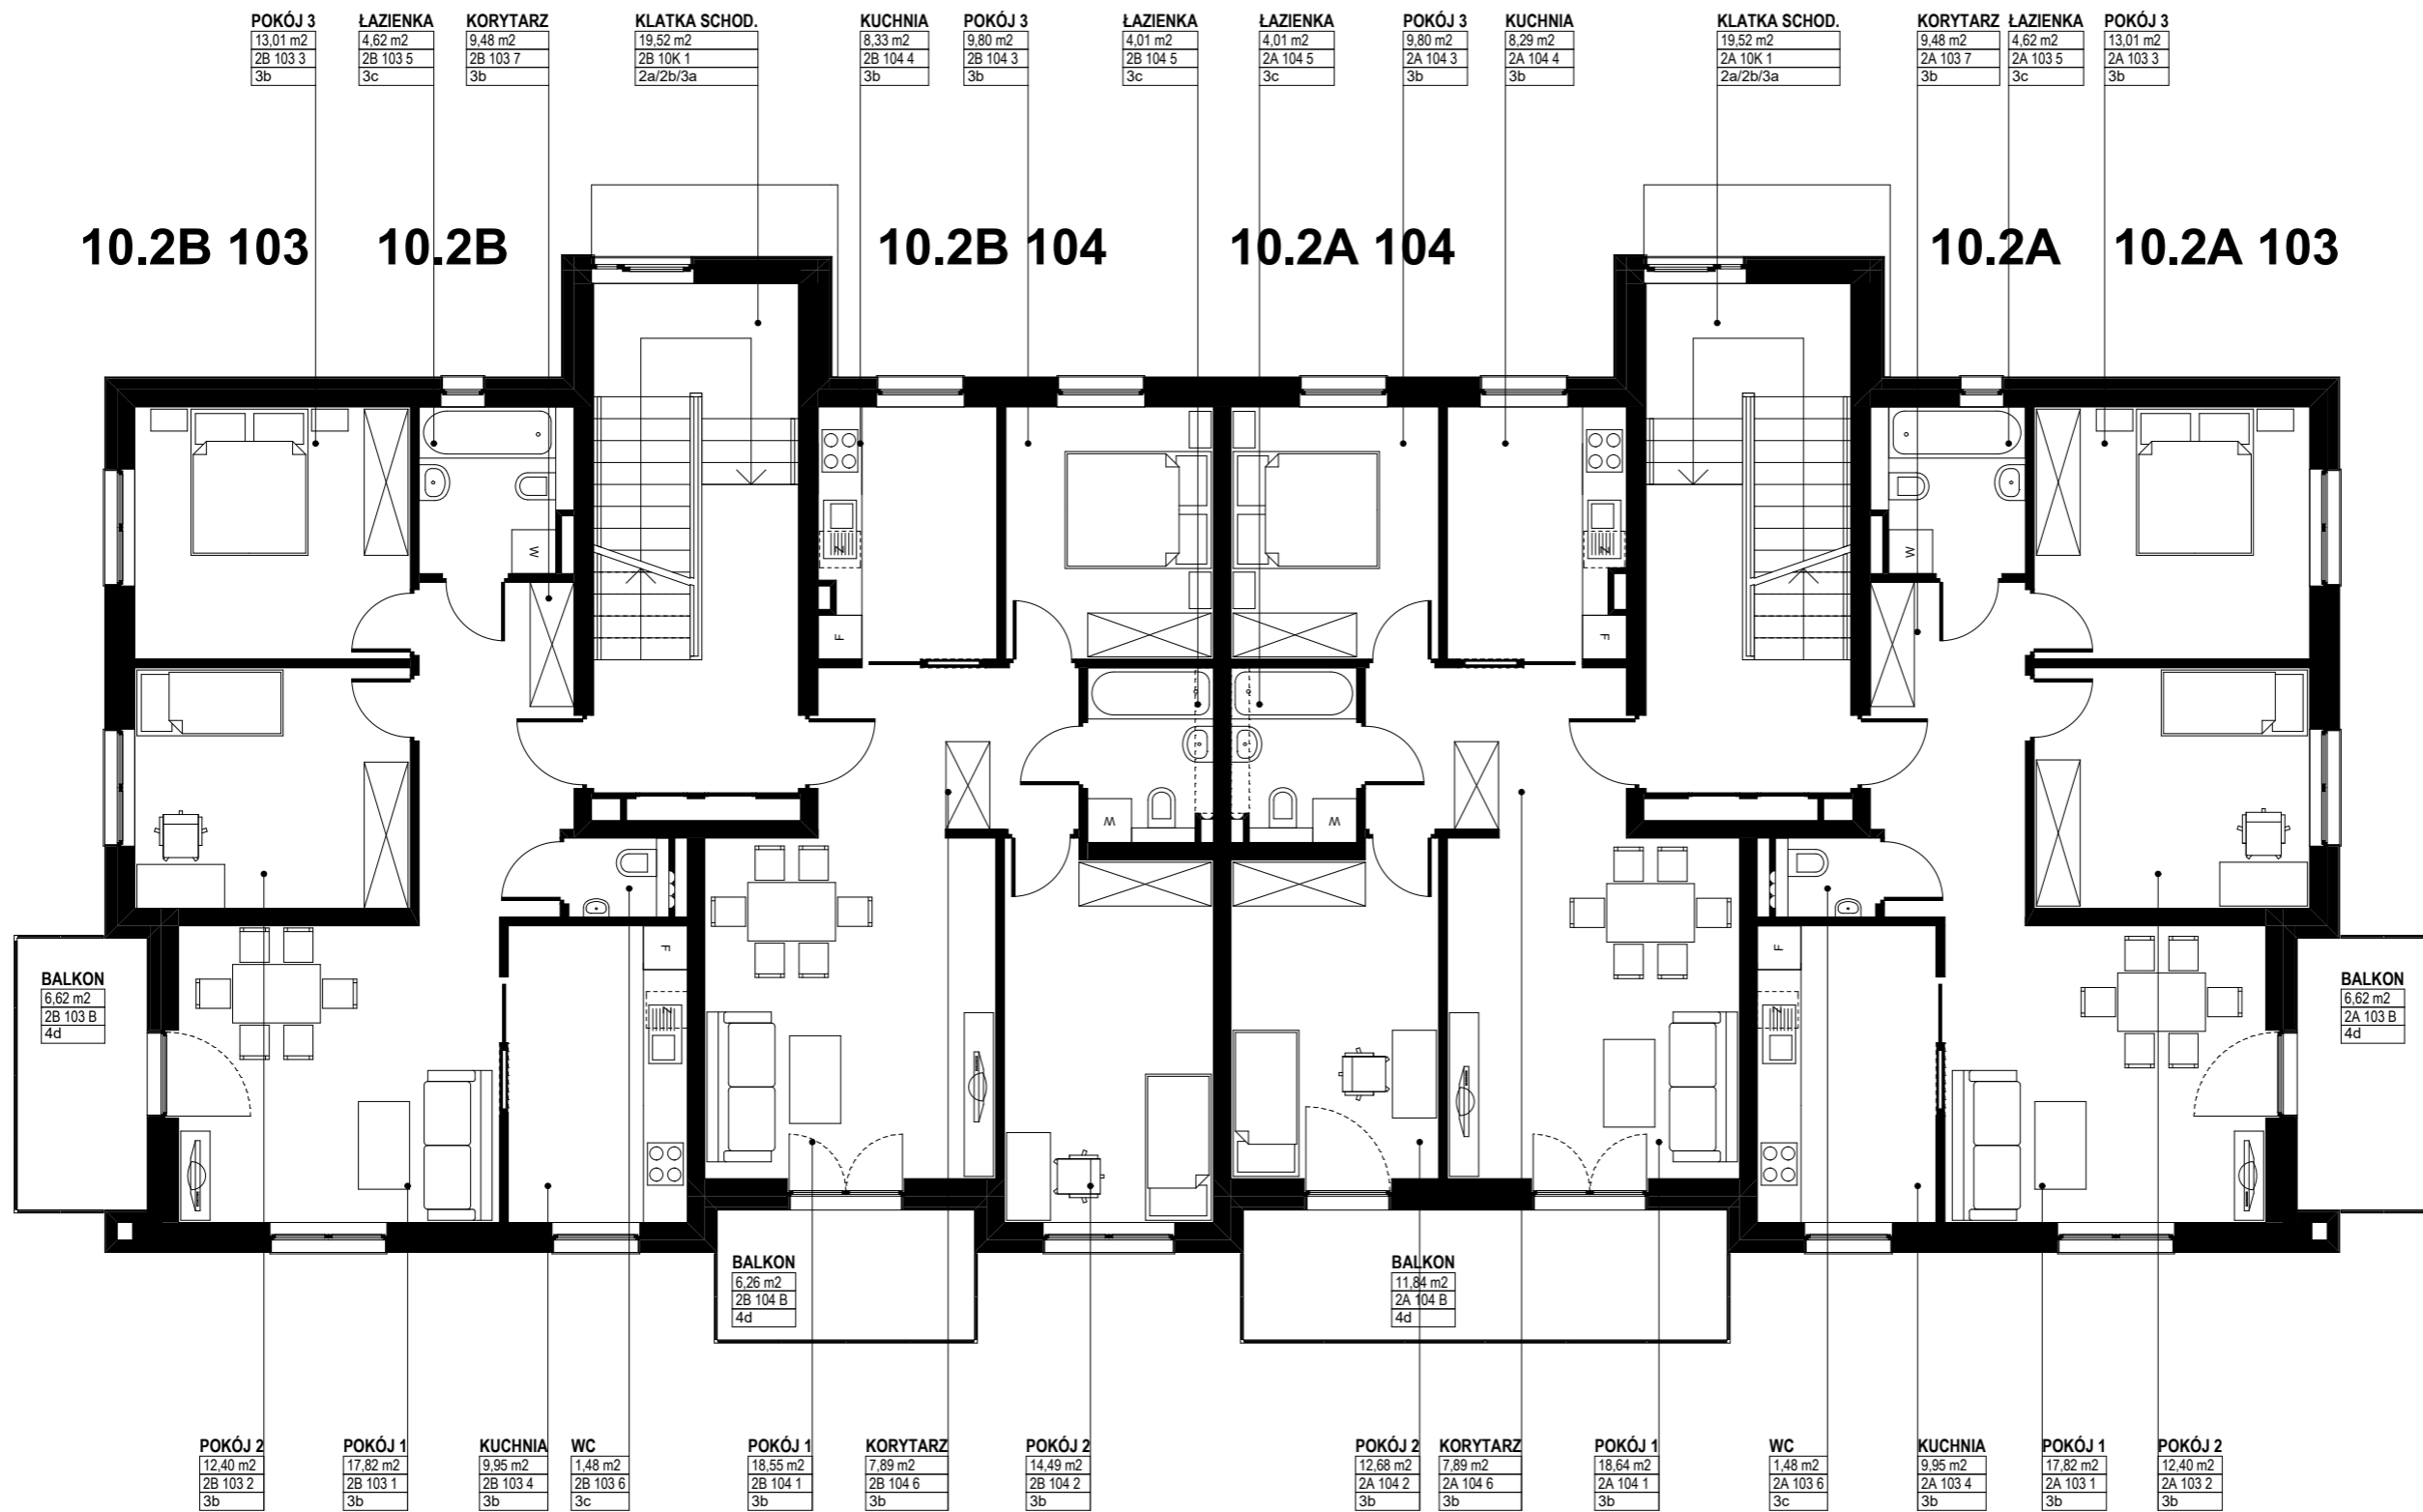 POKÓJ 3
13,01 m2
2B 103 3
3b
ŁAZIENKA
4,62 m2
2B 103 5
3c
KORYTARZ
9,48 m2
2B 103 7
3b
KLATKA SCHOD.
19,52 m2
2B 10K 1
2a/2b/3a
KUCHNIA
8,33 m2
2B 104 4
3b
POKÓJ 3
9,80 m2
2B 104 3
3b
ŁAZIENKA
4,01 m2
2B 104 5
3c
ŁAZIENKA
4,01 m2
2A 104 5
3c
POKÓJ 3
9,80 m2
2A 104 3
3b
KUCHNIA
8,29 m2
2A 104 4
3b
KLATKA SCHOD.
19,52 m2
2A 10K 1
2a/2b/3a
KORYTARZ
9,48 m2
2A 103 7
3b
ŁAZIENKA
4,62 m2
2A 103 5
3c
POKÓJ 3
13,01 m2
2A 103 3
3b
10.2B 103
10.2B
10.2B 104
10.2A 104
10.2A
10.2A 103
W
Z
F
Z
F
W
W
W
F
Z
F
Z
BALKON
6,62 m2
2B 103 B
4d
BALKON
6,62 m2
2A 103 B
4d
BALKON
6,26 m2
2B 104 B
4d
BALKON
11,84 m2
2A 104 B
4d
POKÓJ 2
12,40 m2
2B 103 2
3b
POKÓJ 1
17,82 m2
2B 103 1
3b
KUCHNIA
9,95 m2
2B 103 4
3b
WC
1,48 m2
2B 103 6
3c
POKÓJ 1
18,55 m2
2B 104 1
3b
KORYTARZ
7,89 m2
2B 104 6
3b
POKÓJ 2
14,49 m2
2B 104 2
3b
POKÓJ 2
12,68 m2
2A 104 2
3b
KORYTARZ
7,89 m2
2A 104 6
3b
POKÓJ 1
18,64 m2
2A 104 1
3b
WC
1,48 m2
2A 103 6
3c
KUCHNIA
9,95 m2
2A 103 4
3b
POKÓJ 1
17,82 m2
2A 103 1
3b
POKÓJ 2
12,40 m2
2A 103 2
3b